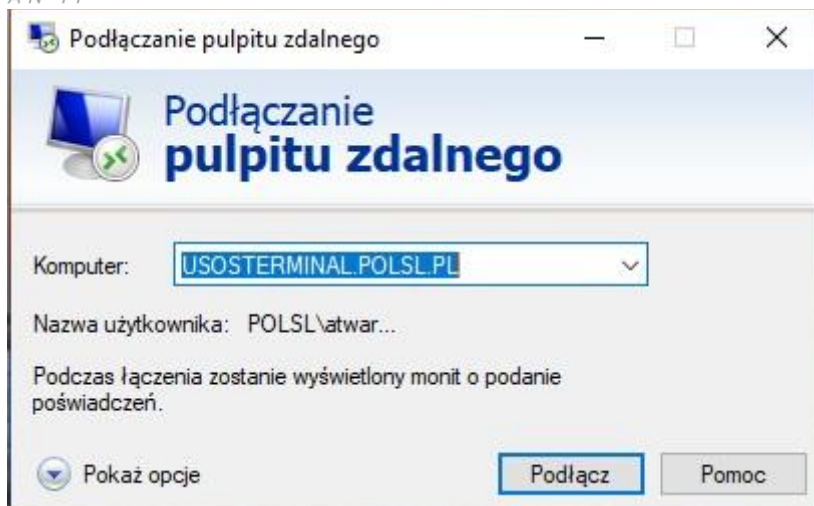 Podłączanie pulpitu zdalnego
Podłączanie
pulpitu zdalnego
Komputer: USOSTERMINAL.POLSL.PL
Nazwa użytkownika: POLSL\atwar...
Podczas łączenia zostanie wyświetlony monit o podanie
poświadczeń.
Pokaż opcje Podłącz Pomoc